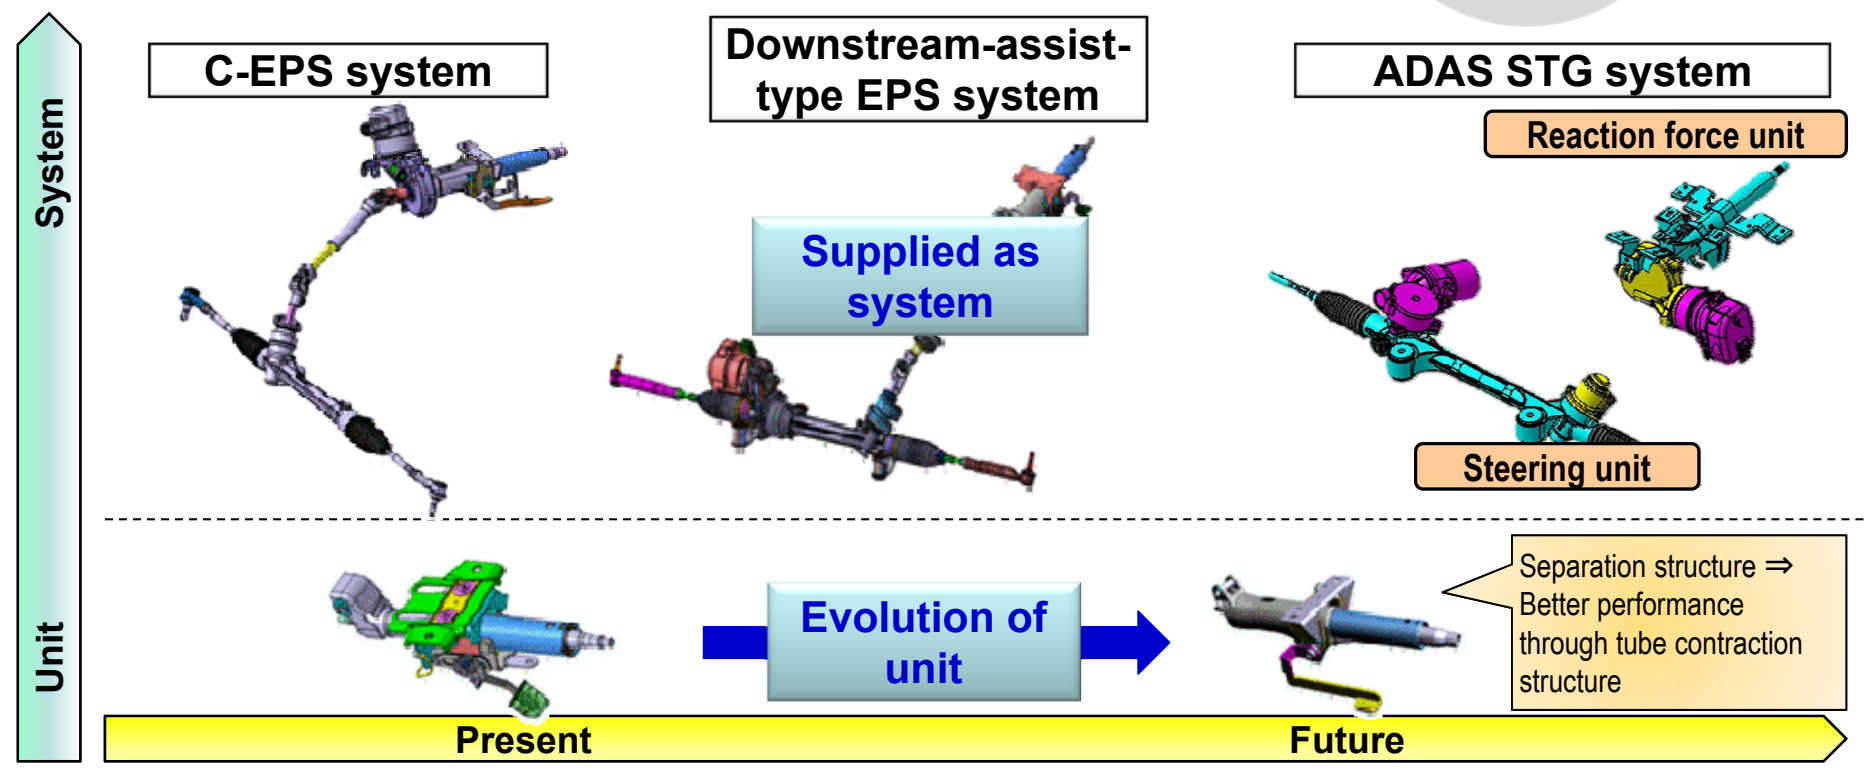 C-EPS system
Downstream-assist-
type EPS system
ADAS STG system
Reaction force unit
System
Supplied as
system
Steering unit
Unit
Evolution of
unit
Separation structure ⇒
Better performance
through tube contraction
structure
Present
Future